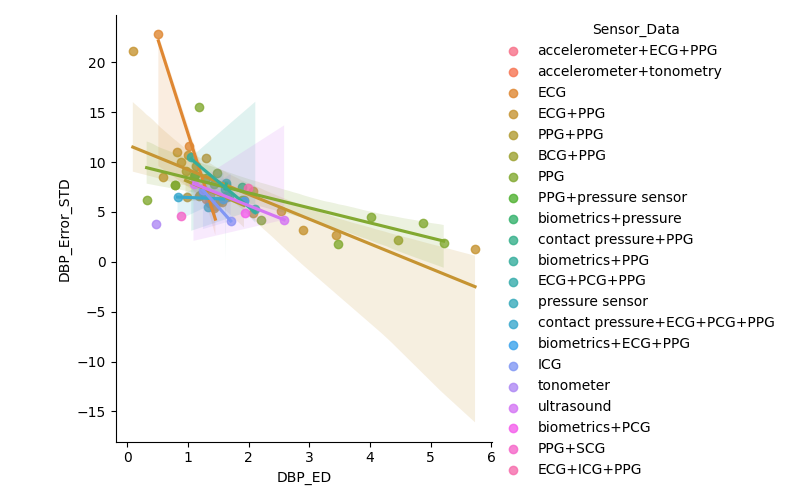 Sensor_Data
accelerometer+ECG+PPG
accelerometer+tonometry
ECG
ECG+PPG
PPG+PPG
BCG+PPG
PPG
PPG+pressure sensor
biometrics+pressure
contact pressure+PPG
biometrics+PPG
ECG+PCG+PPG
pressure sensor
contact pressure+ECG+PCG+PPG
biometrics+ECG+PPG
ICG
tonometer
ultrasound
biometrics+PCG
PPG+SCG
ECG+ICG+PPG
DBP_Error_STD
20
15
10
5
0
−5
−10
−15
0 1 2 3 4 5 6
DBP_ED